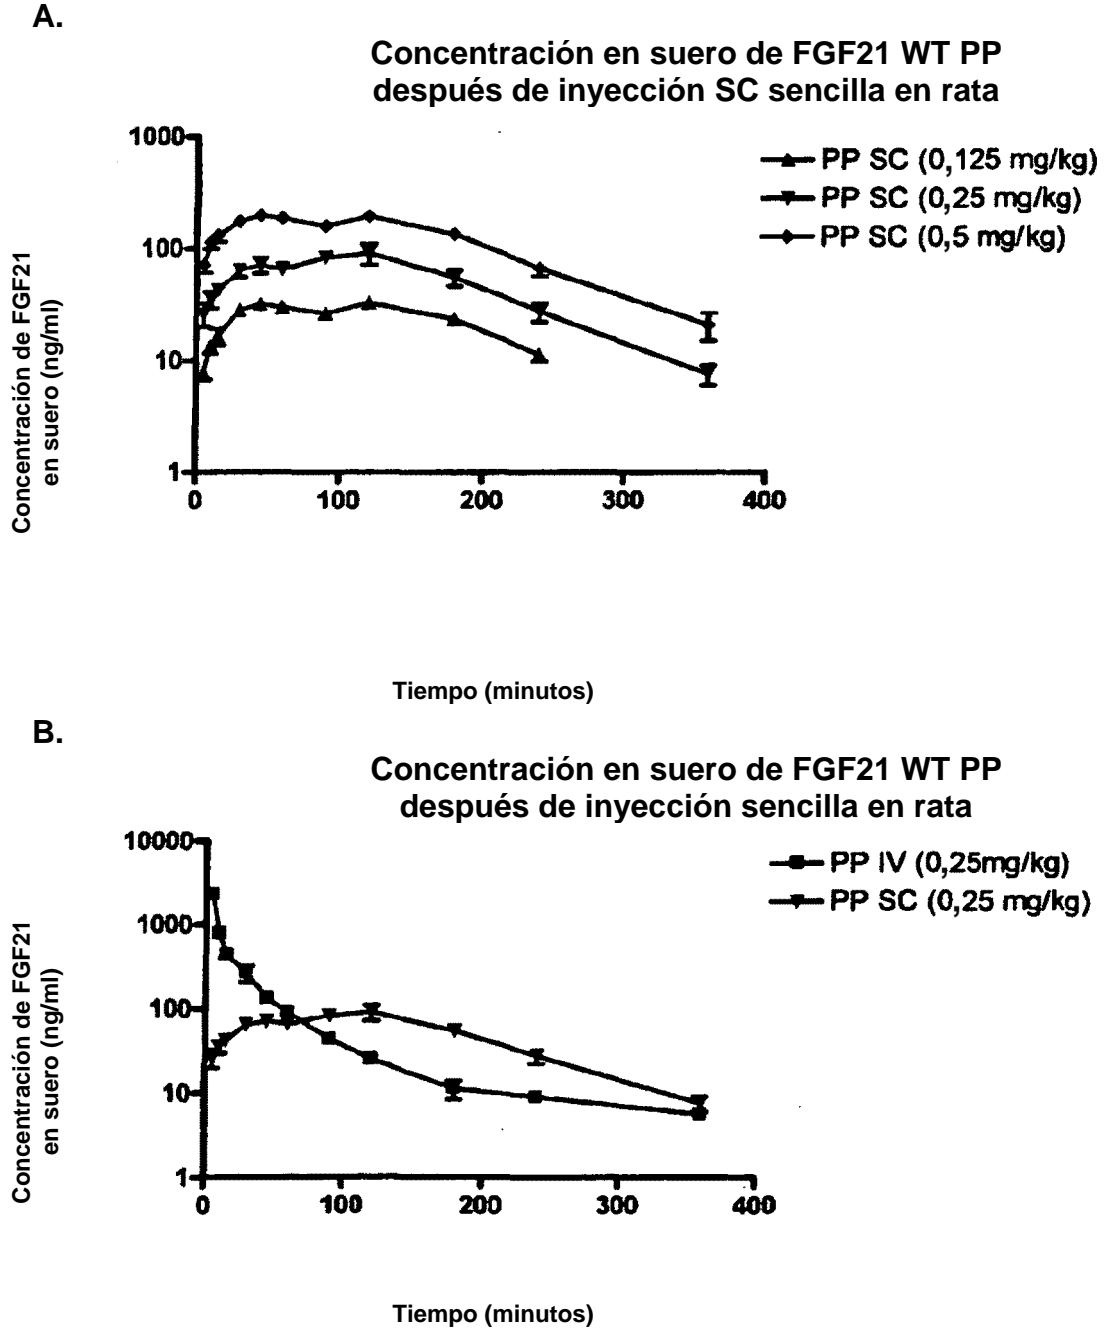 A.
Concentración en suero de FGF21 WT PP
después de inyección SC sencilla en rata
1000
100
10
1
0 100 200 300 400
PP SC (0,125 mg/kg)
PP SC (0,25 mg/kg)
PP SC (0,5 mg/kg)
Concentración de FGF21
en suero (ng/ml)
Tiempo (minutos)
B.
Concentración en suero de FGF21 WT PP
después de inyección sencilla en rata
10000
1000
100
10
1
0 100 200 300 400
PP IV (0,25mg/kg)
PP SC (0,25 mg/kg)
Concentración de FGF21
en suero (ng/ml)
Tiempo (minutos)